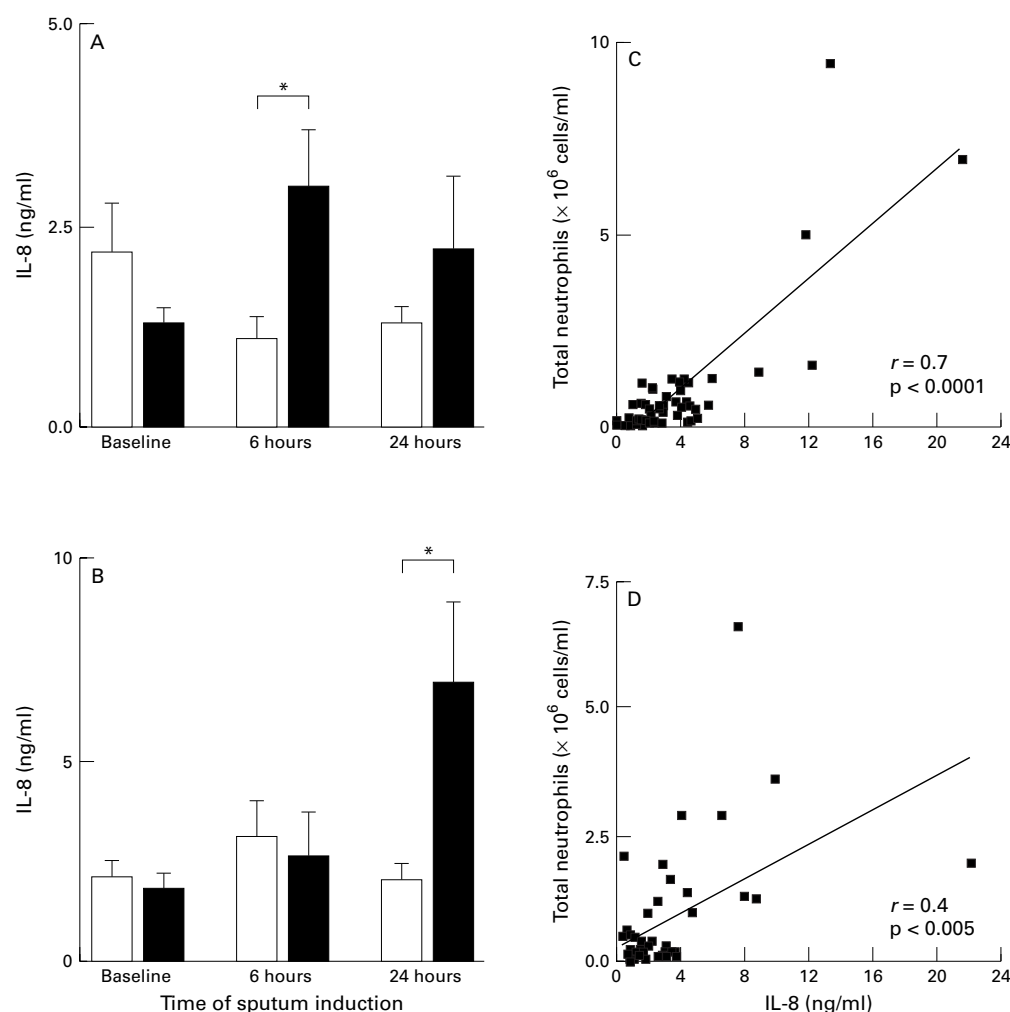 A
IL-8 (ng/ml)
5.0
2.5
0.0
*
Baseline
6 hours
24 hours
C
Total neutrophils (× 10⁶ cells/ml)
10
5
0
r = 0.7
p < 0.0001
0
4
8
12
16
20
24
B
IL-8 (ng/ml)
10
5
0
*
Baseline
6 hours
24 hours
Time of sputum induction
D
Total neutrophils (× 10⁶ cells/ml)
7.5
5.0
2.5
0.0
r = 0.4
p < 0.005
0
4
8
12
16
20
24
IL-8 (ng/ml)